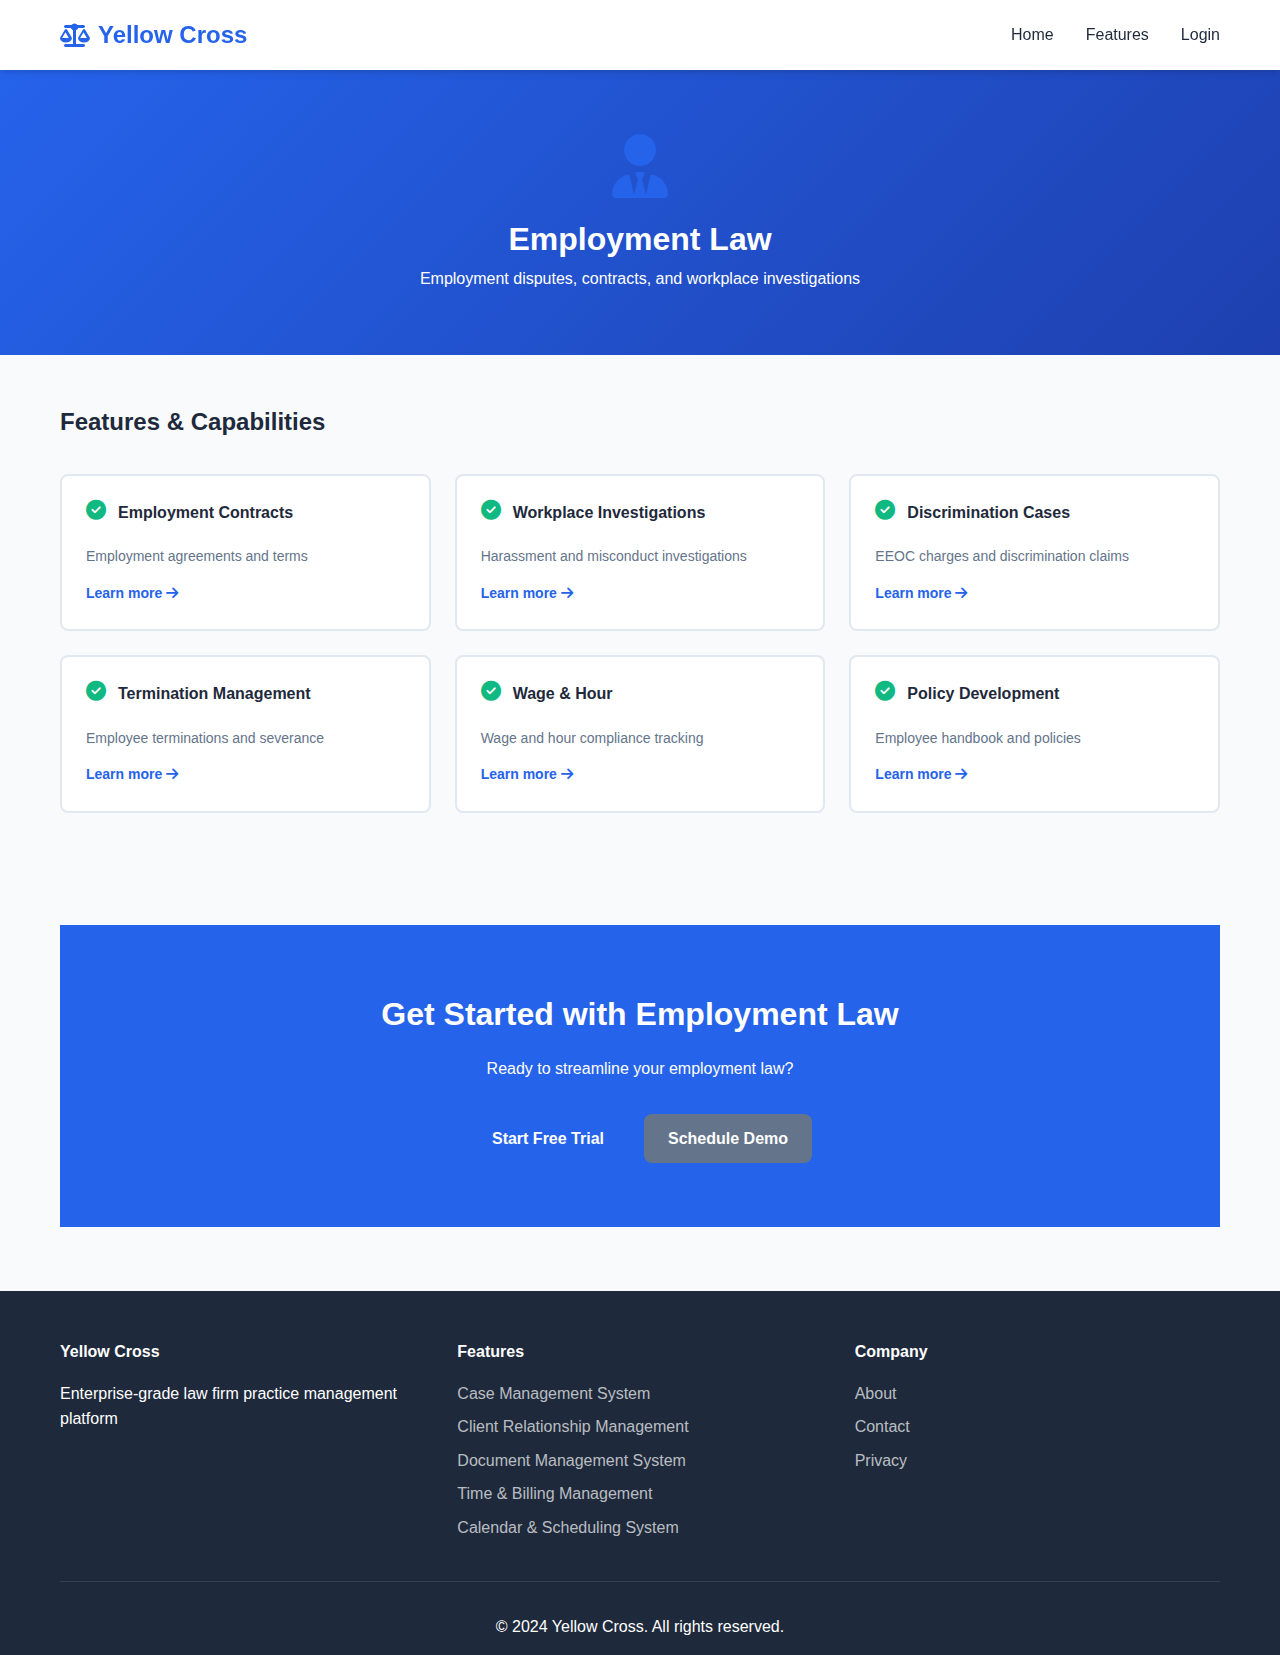 Yellow Cross
Home
Features
Login
Employment Law
Employment disputes, contracts, and workplace investigations
Features & Capabilities
Employment Contracts
Employment agreements and terms
Learn more
Workplace Investigations
Harassment and misconduct investigations
Learn more
Discrimination Cases
EEOC charges and discrimination claims
Learn more
Termination Management
Employee terminations and severance
Learn more
Wage & Hour
Wage and hour compliance tracking
Learn more
Policy Development
Employee handbook and policies
Learn more
Get Started with Employment Law
Ready to streamline your employment law?
Start Free Trial
Schedule Demo
Yellow Cross
Enterprise-grade law firm practice management
platform
Features
Case Management System
Client Relationship Management
Document Management System
Time & Billing Management
Calendar & Scheduling System
Company
About
Contact
Privacy
© 2024 Yellow Cross. All rights reserved.